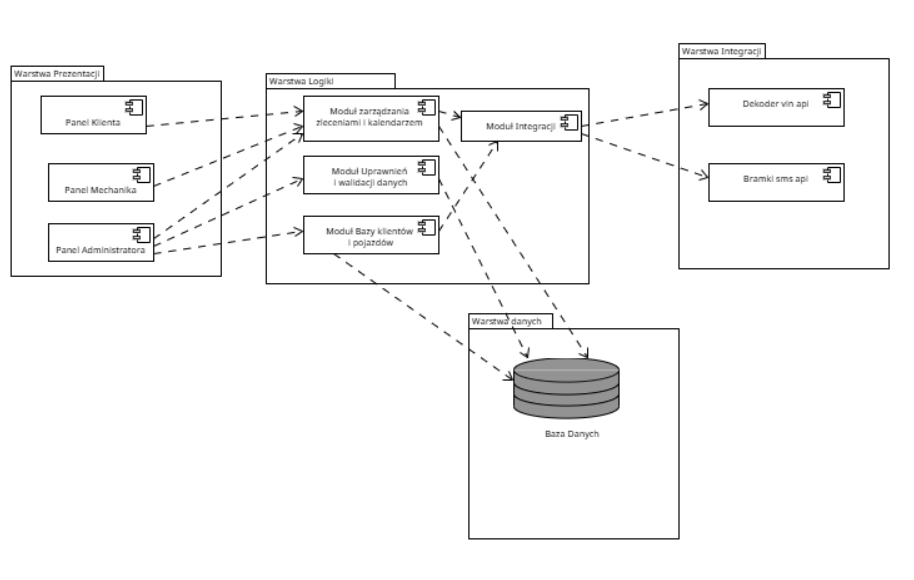 Warstwa Prezentacji
Panel Klienta
Panel Mechanika
Panel Administratora
Warstwa Logiki
Moduł zarządzania
zleceniami i kalendarzem
Moduł Uprawnień
i walidacji danych
Moduł Bazy klientów
i pojazdów
Moduł Integracji
Warstwa Integracji
Dekoder vin api
Bramki sms api
Warstwa danych
Baza Danych